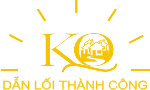 KQ
DẪN LỐI THÀNH CÔNG